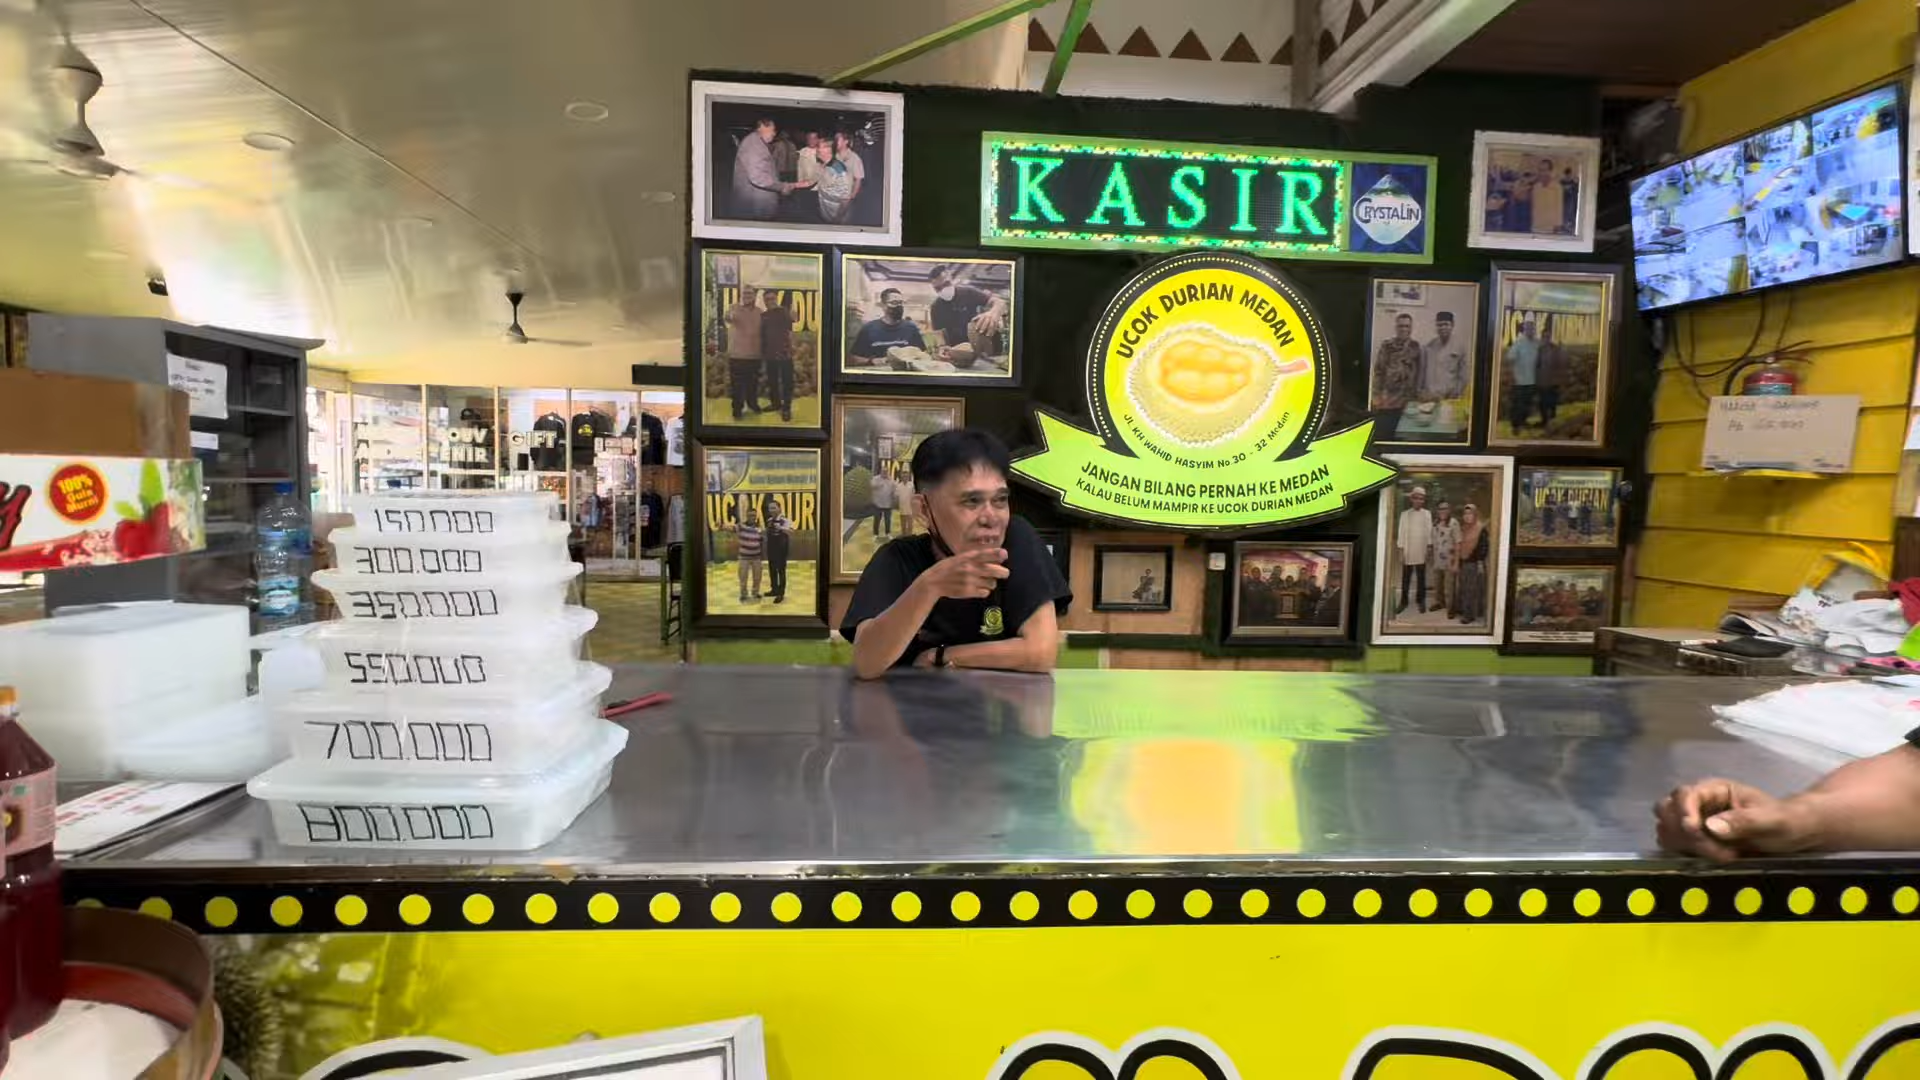 KASIR
CRYSTALIN
UCOK DURIAN MEDAN
JL KH WAHID HASYIM No.30 - 32 Medan
JANGAN BILANG PERNAH KE MEDAN
KALAU BELUM MAMPIR KE UCOK DURIAN MEDAN
UCOK DUR
UCOK DURIAN
GIFT
100%
Gula
Murni
150.000
300.000
350.000
550.000
700.000
800.000